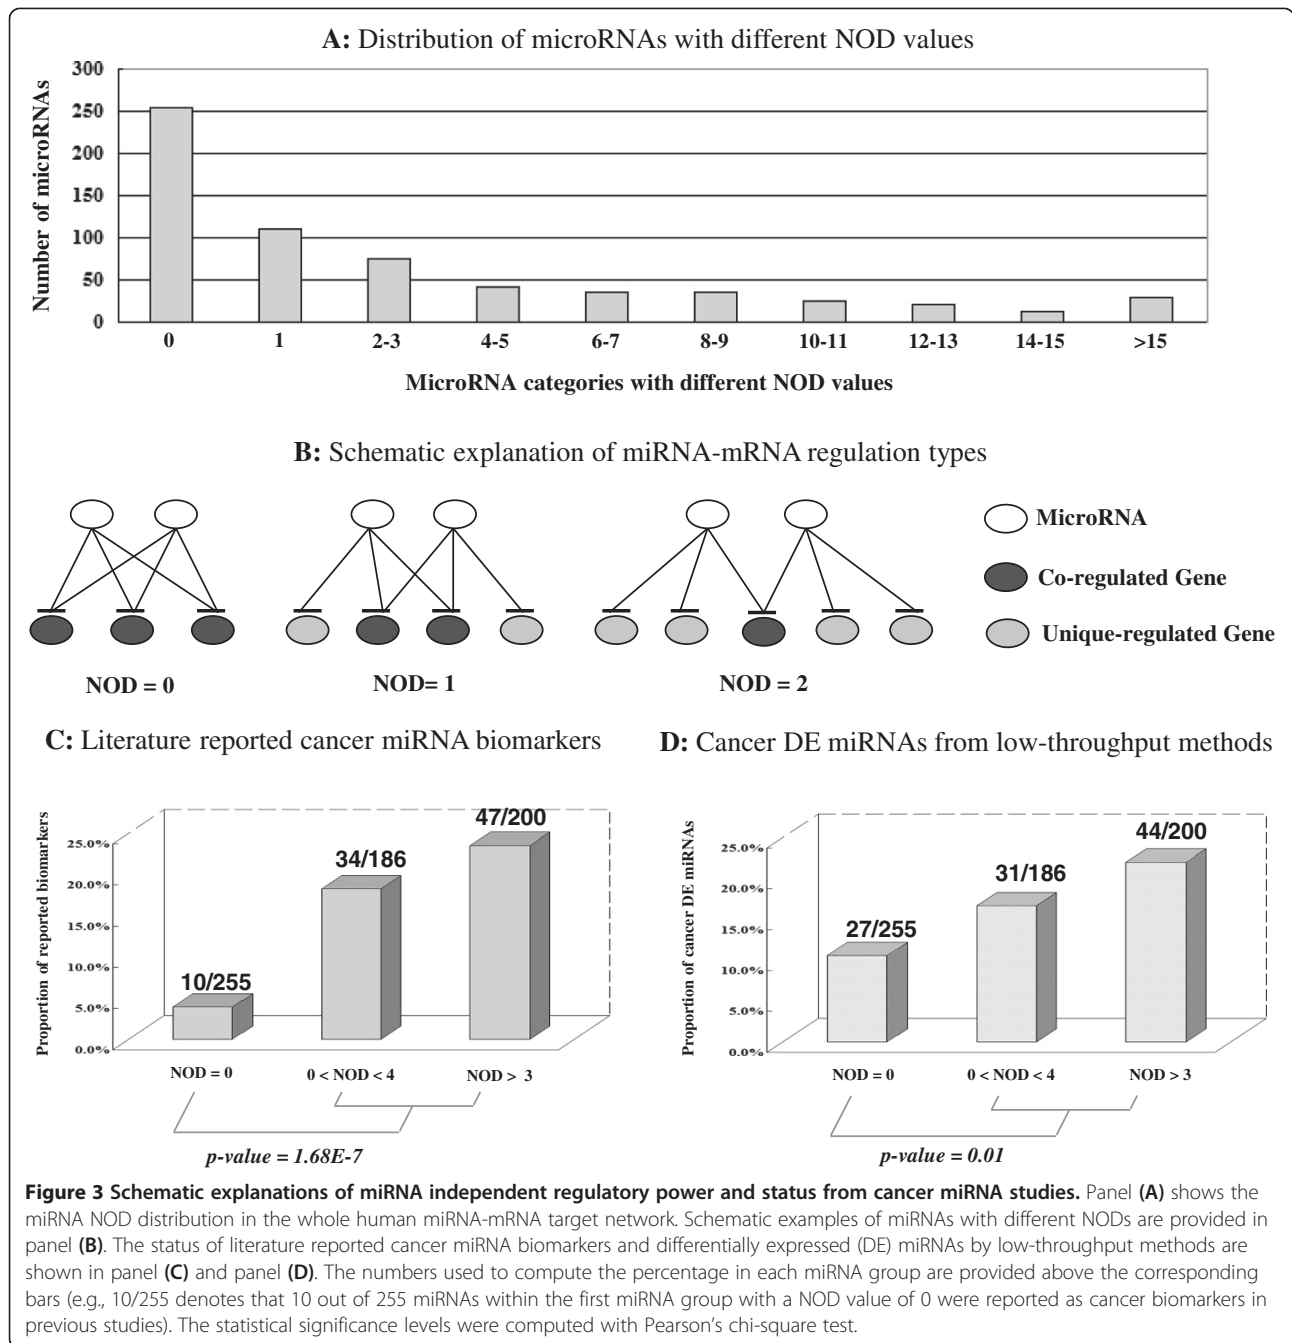 A: Distribution of microRNAs with different NOD values
Number of microRNAs
300
250
200
150
100
50
0
0 1 2-3 4-5 6-7 8-9 10-11 12-13 14-15 >15
MicroRNA categories with different NOD values
B: Schematic explanation of miRNA-mRNA regulation types
MicroRNA
Co-regulated Gene
Unique-regulated Gene
NOD = 0
NOD= 1
NOD = 2
C: Literature reported cancer miRNA biomarkers
Proportion of reported biomarkers
25.0%
20.0%
15.0%
10.0%
5.0%
0.0%
10/255
34/186
47/200
NOD = 0
0 < NOD < 4
NOD > 3
p-value = 1.68E-7
D: Cancer DE miRNAs from low-throughput methods
Proportion of cancer DE miRNAs
25.0%
20.0%
15.0%
10.0%
5.0%
0.0%
27/255
31/186
44/200
NOD = 0
0 < NOD < 4
NOD > 3
p-value = 0.01
Figure 3 Schematic explanations of miRNA independent regulatory power and status from cancer miRNA studies. Panel (A) shows the
miRNA NOD distribution in the whole human miRNA-mRNA target network. Schematic examples of miRNAs with different NODs are provided in
panel (B). The status of literature reported cancer miRNA biomarkers and differentially expressed (DE) miRNAs by low-throughput methods are
shown in panel (C) and panel (D). The numbers used to compute the percentage in each miRNA group are provided above the corresponding
bars (e.g., 10/255 denotes that 10 out of 255 miRNAs within the first miRNA group with a NOD value of 0 were reported as cancer biomarkers in
previous studies). The statistical significance levels were computed with Pearson's chi-square test.